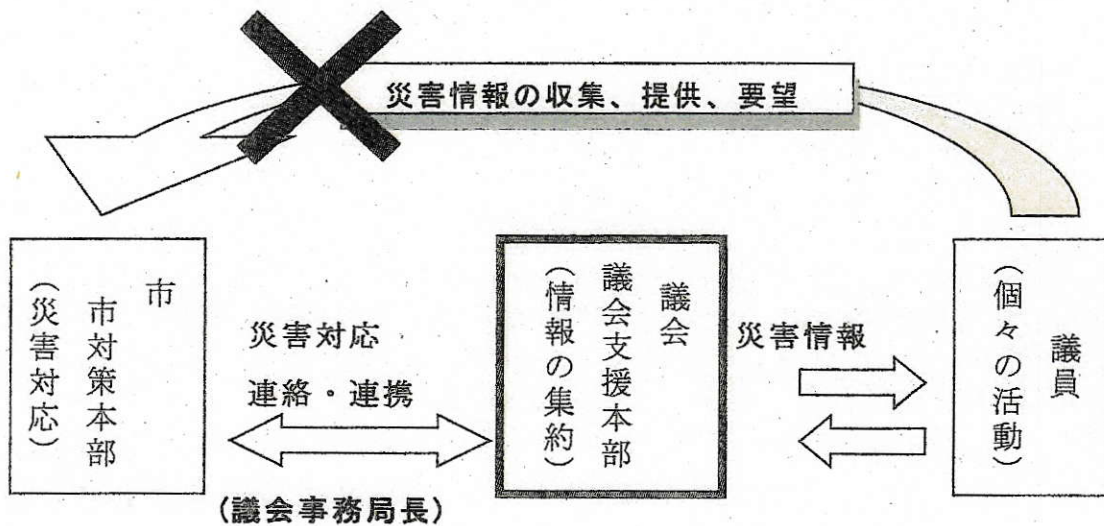 災害情報の収集、提供、要望
市
市対策本部
（災害対応）
災害対応
連絡・連携
（議会事務局長）
議会
議会支援本部
（情報の集約）
災害情報
議員
（個々の活動）